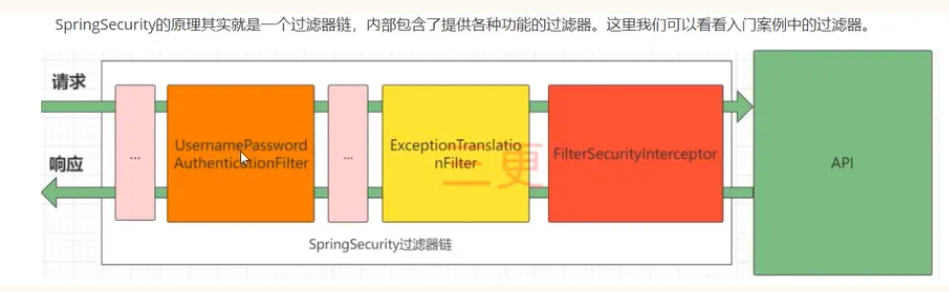 SpringSecurity的原理其实就是一个过滤器链，内部包含了提供各种功能的过滤器。这里我们可以看看入门案例中的过滤器。
请求
响应
...
UsernamePassword
AuthenticationFilter
...
ExceptionTranslatio
nFilter
三更
FilterSecurityInterceptor
API
SpringSecurity过滤器链